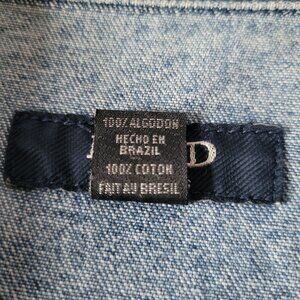 100% ALGODON
HECHO EN
BRAZIL
100% COTON
FAIT AU BRESIL